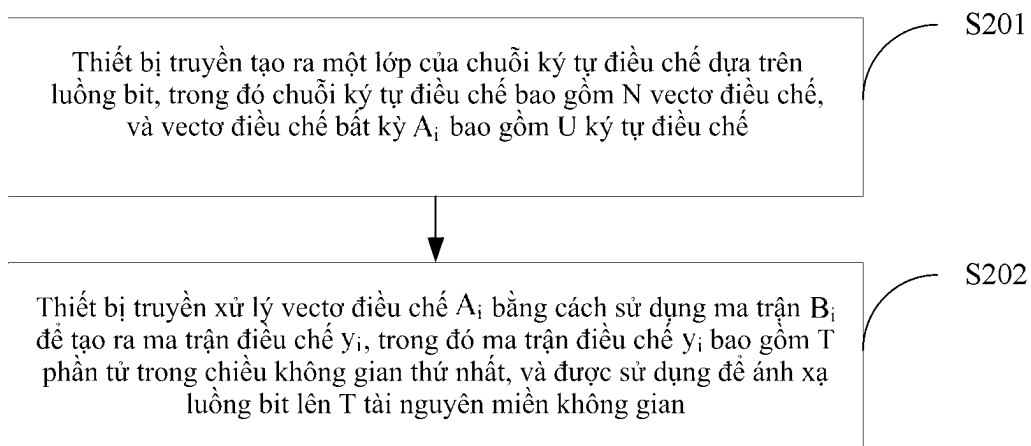 S201
Thiết bị truyền tạo ra một lớp của chuỗi ký tự điều chế dựa trên
luồng bit, trong đó chuỗi ký tự điều chế bao gồm N vectơ điều chế,
và vectơ điều chế bất kỳ Aᵢ bao gồm U ký tự điều chế
S202
Thiết bị truyền xử lý vectơ điều chế Aᵢ bằng cách sử dụng ma trận Bᵢ
để tạo ra ma trận điều chế yᵢ, trong đó ma trận điều chế yᵢ bao gồm T
phần tử trong chiều không gian thứ nhất, và được sử dụng để ánh xạ
luồng bit lên T tài nguyên miền không gian